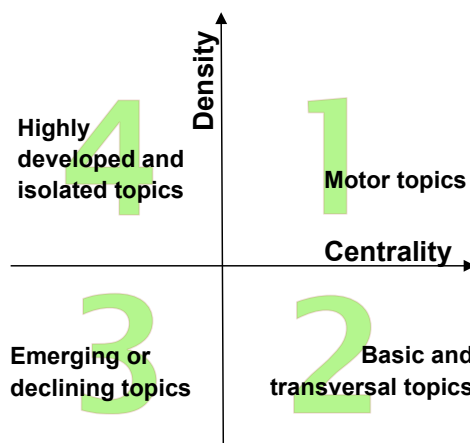 Density
4
Highly
developed and
isolated topics
1
Motor topics
Centrality
3
Emerging or
declining topics
2
Basic and
transversal topics